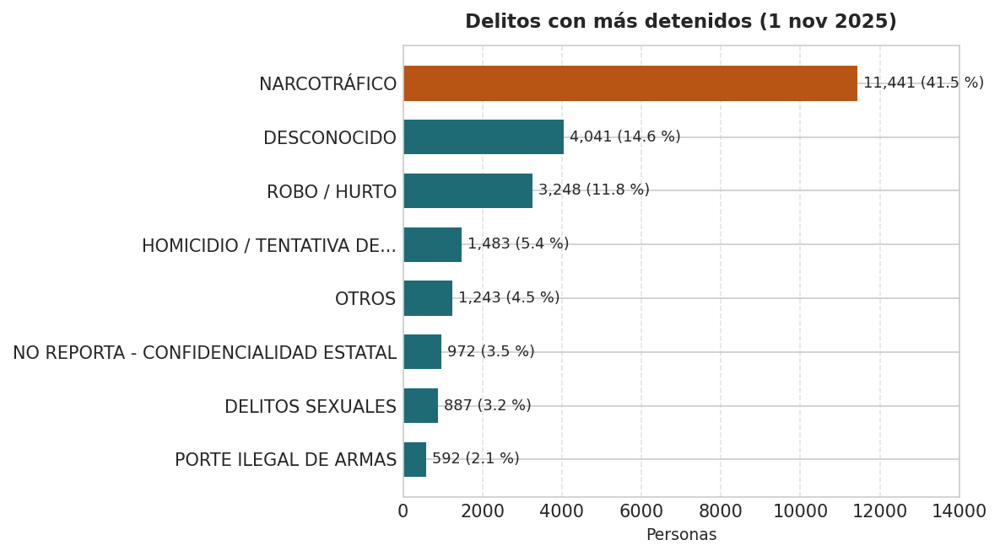 Delitos con más detenidos (1 nov 2025)
NARCOTRÁFICO 11,441 (41.5 %)
DESCONOCIDO 4,041 (14.6 %)
ROBO / HURTO 3,248 (11.8 %)
HOMICIDIO / TENTATIVA DE... 1,483 (5.4 %)
OTROS 1,243 (4.5 %)
NO REPORTA - CONFIDENCIALIDAD ESTATAL 972 (3.5 %)
DELITOS SEXUALES 887 (3.2 %)
PORTE ILEGAL DE ARMAS 592 (2.1 %)
0 2000 4000 6000 8000 10000 12000 14000
Personas